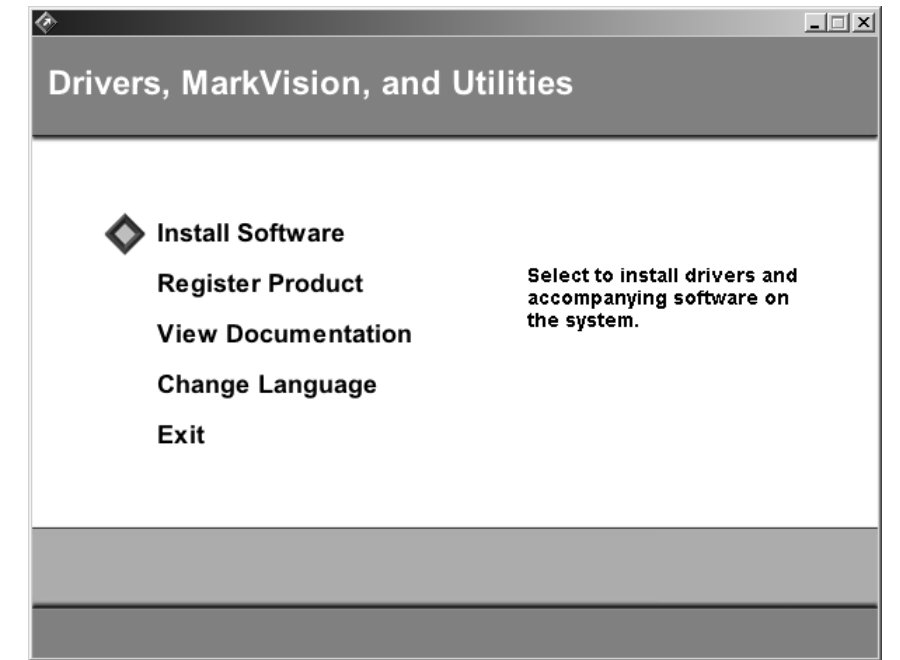 Drivers, MarkVision, and Utilities
Install Software
Register Product
View Documentation
Change Language
Exit
Select to install drivers and
accompanying software on
the system.